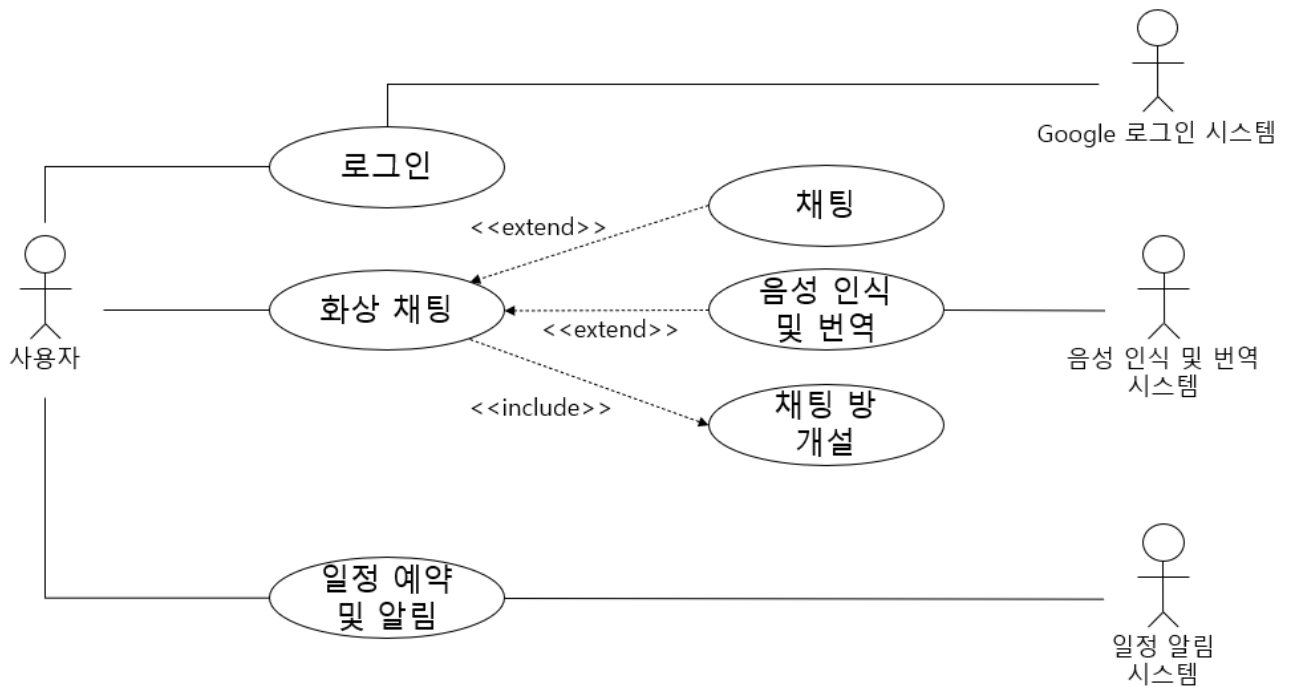 Google 로그인 시스템
로그인
채팅
<<extend>>
화상 채팅
음성 인식
및 번역
<<extend>>
사용자
음성 인식 및 번역
시스템
<<include>>
채팅 방
개설
일정 예약
및 알림
일정 알림
시스템